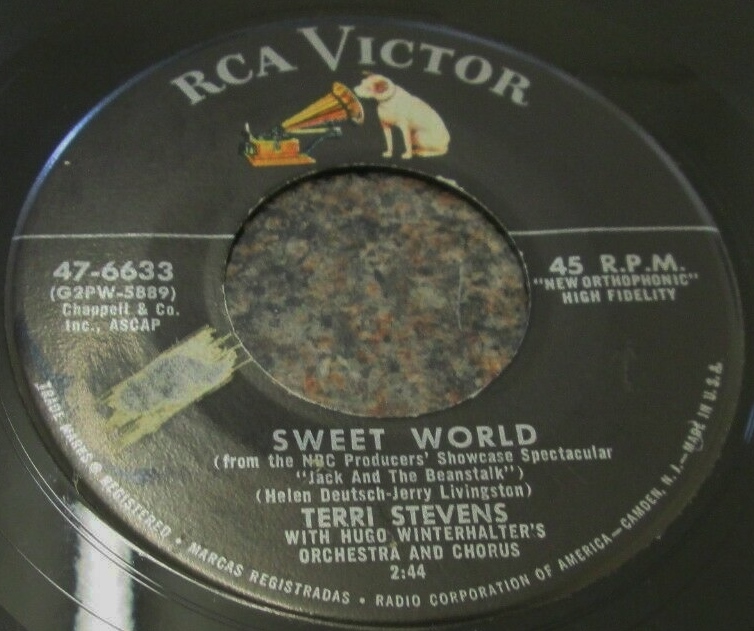 RCA VICTOR
47-6633
(G2PW-5889)
Chappell & Co.
Inc., ASCAP
45 R.P.M.
"NEW ORTHOPHONIC"
HIGH FIDELITY
SWEET WORLD
(from the NBC Producers' Showcase Spectacular
"Jack And The Beanstalk")
(Helen Deutsch-Jerry Livingston)
TERRI STEVENS
WITH HUGO WINTERHALTER'S
ORCHESTRA AND CHORUS
2:44
TRADE MARKS ® REGISTERED • MARCAS REGISTRADAS • RADIO CORPORATION OF AMERICA—CAMDEN, N. J.—MADE IN U.S.A.